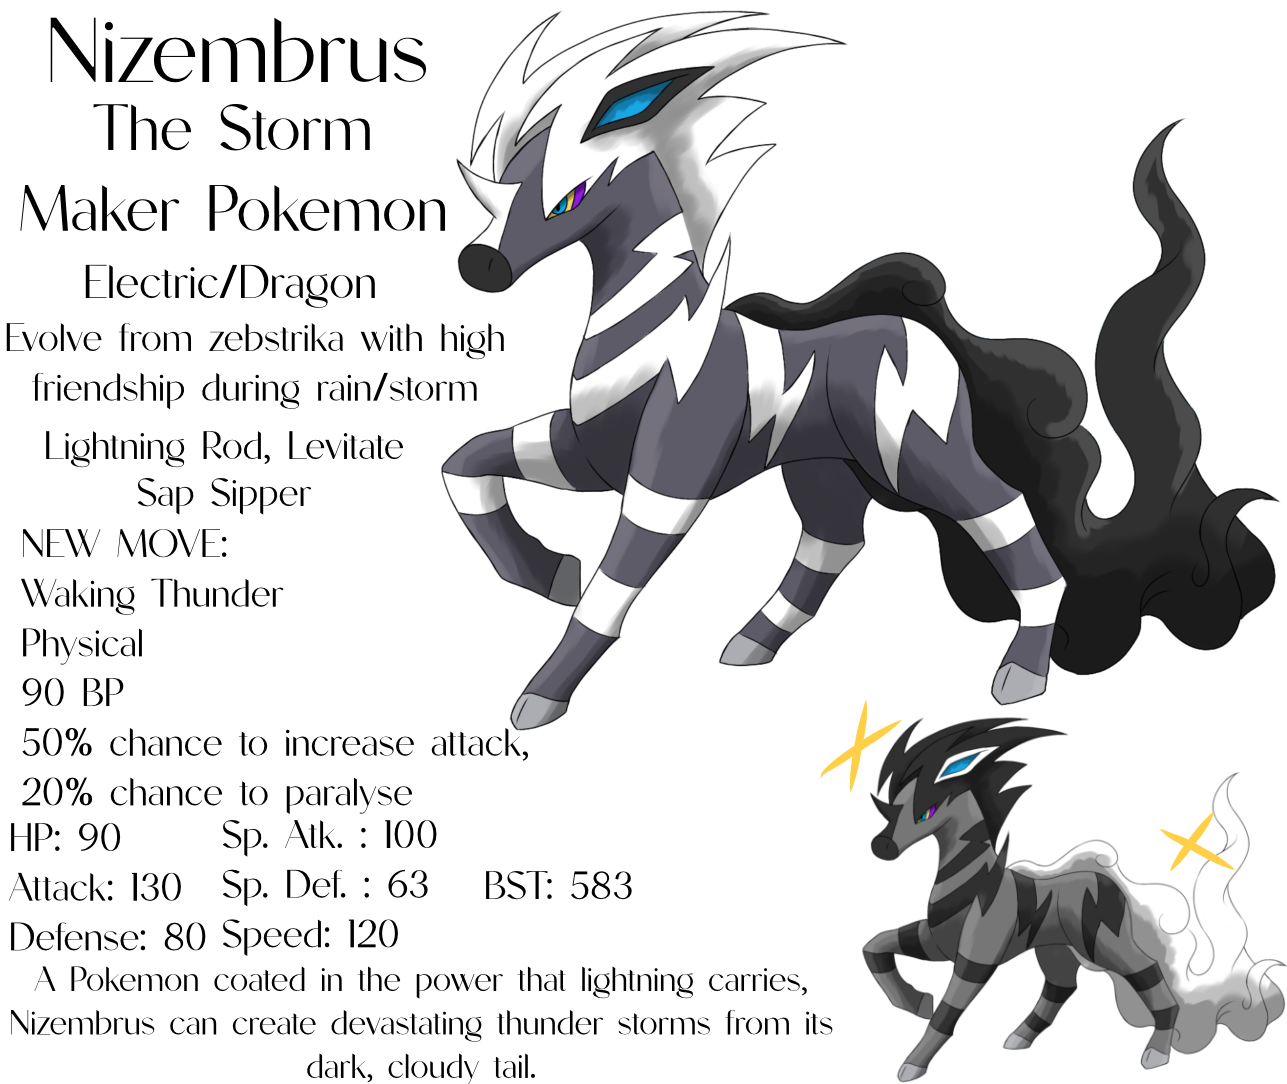 Nizembrus
The Storm
Maker Pokemon
Electric/Dragon
Evolve from zebstrika with high
friendship during rain/storm
Lightning Rod, Levitate
Sap Sipper
NEW MOVE:
Waking Thunder
Physical
90 BP
50% chance to increase attack,
20% chance to paralyse
HP: 90 Sp. Atk. : 100
Attack: 130 Sp. Def. : 63 BST: 583
Defense: 80 Speed: 120
A Pokemon coated in the power that lightning carries,
Nizembrus can create devastating thunder storms from its
dark, cloudy tail.